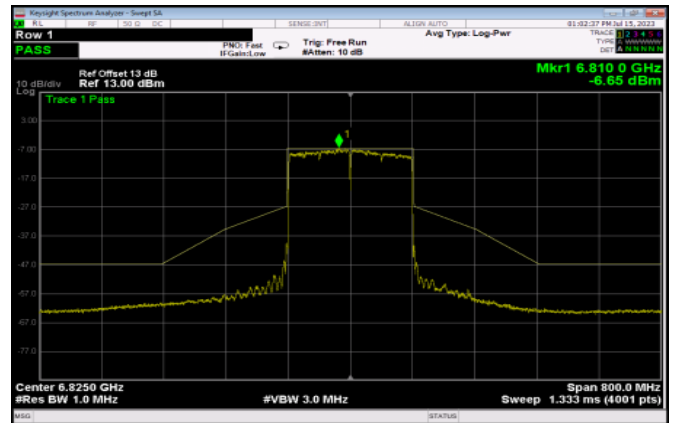 Keysight Spectrum Analyzer - Swept SA
RL RF 50 Ω DC SENSE:INT ALIGN AUTO 01:02:37 PM Jul 15, 2023
Row 1 Avg Type: Log-Pwr TRACE 1 2 3 4 5 6
PNO: Fast Trig: Free Run TYPE A WWWWW
PASS IFGain:Low #Atten: 10 dB DET A N N N N N
Mkr1 6.810 0 GHz
Ref Offset 13 dB
10 dB/div Ref 13.00 dBm -6.65 dBm
Log
Trace 1 Pass
3.00
1
-7.00
-17.0
-27.0
-37.0
-47.0
-57.0
-67.0
-77.0
Center 6.8250 GHz Span 800.0 MHz
#Res BW 1.0 MHz #VBW 3.0 MHz Sweep 1.333 ms (4001 pts)
MSG STATUS